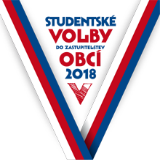 STUDENTSKÉ
VOLBY
DO ZASTUPITELSTEV
OBCÍ
2018